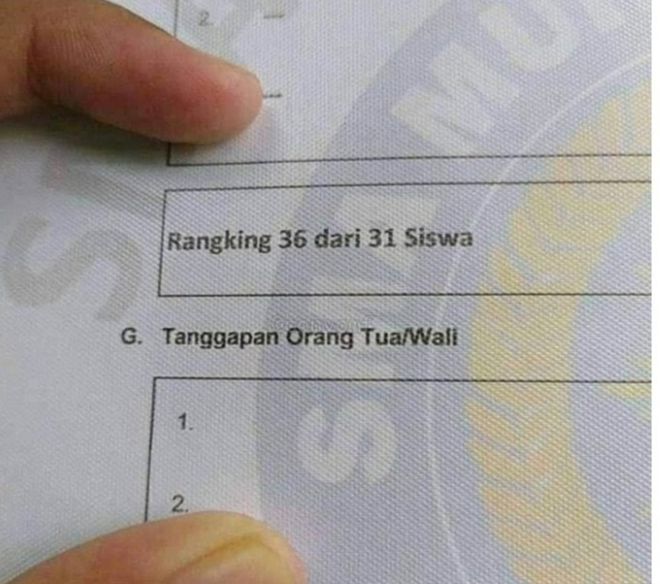 2.
Rangking 36 dari 31 Siswa
G. Tanggapan Orang Tua/Wali
1.
2.